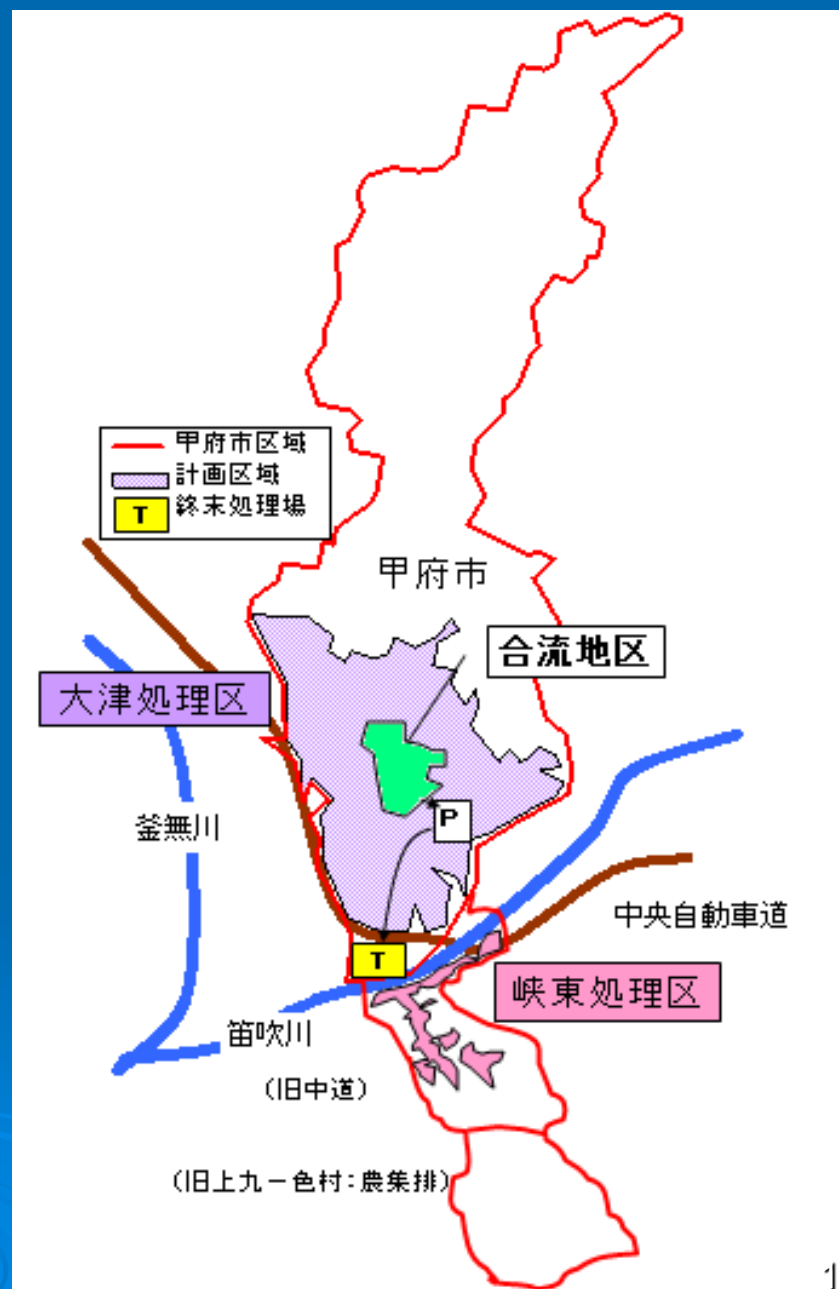 甲府市区域
計画区域
T 終末処理場
甲府市
合流地区
大津処理区
P
釜無川
中央自動車道
T
峡東処理区
笛吹川
（旧中道）
（旧上九一色村：農集排）
1